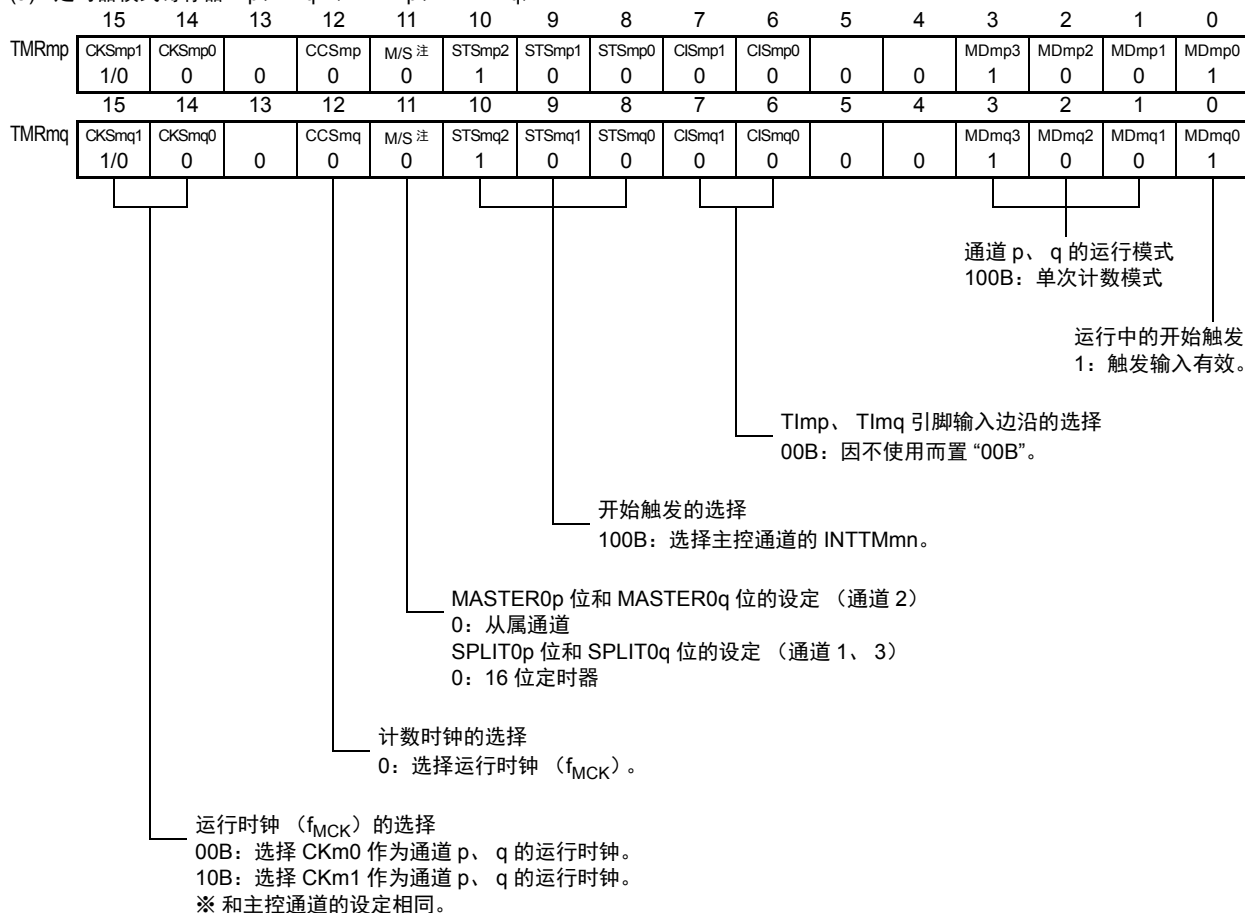 15 14 13 12 11 10 9 8 7 6 5 4 3 2 1 0
TMRmp CKSmp1 CKSmp0 CCSmp M/S 注 STSmp2 STSmp1 STSmp0 CISmp1 CISmp0 MDmp3 MDmp2 MDmp1 MDmp0
1/0 0 0 0 0 1 0 0 0 0 0 0 1 0 0 1
15 14 13 12 11 10 9 8 7 6 5 4 3 2 1 0
TMRmq CKSmq1 CKSmq0 CCSmq M/S 注 STSmq2 STSmq1 STSmq0 CISmq1 CISmq0 MDmq3 MDmq2 MDmq1 MDmq0
1/0 0 0 0 0 1 0 0 0 0 0 0 1 0 0 1
通道 p、 q 的运行模式
100B：单次计数模式
运行中的开始触发
1：触发输入有效。
TImp、 TImq 引脚输入边沿的选择
00B：因不使用而置 “00B”。
开始触发的选择
100B：选择主控通道的 INTTMmn。
MASTER0p 位和 MASTER0q 位的设定 （通道 2）
0：从属通道
SPLIT0p 位和 SPLIT0q 位的设定 （通道 1、 3）
0：16 位定时器
计数时钟的选择
0：选择运行时钟 （fMCK）。
运行时钟 （fMCK）的选择
00B：选择 CKm0 作为通道 p、 q 的运行时钟。
10B：选择 CKm1 作为通道 p、 q 的运行时钟。
※ 和主控通道的设定相同。